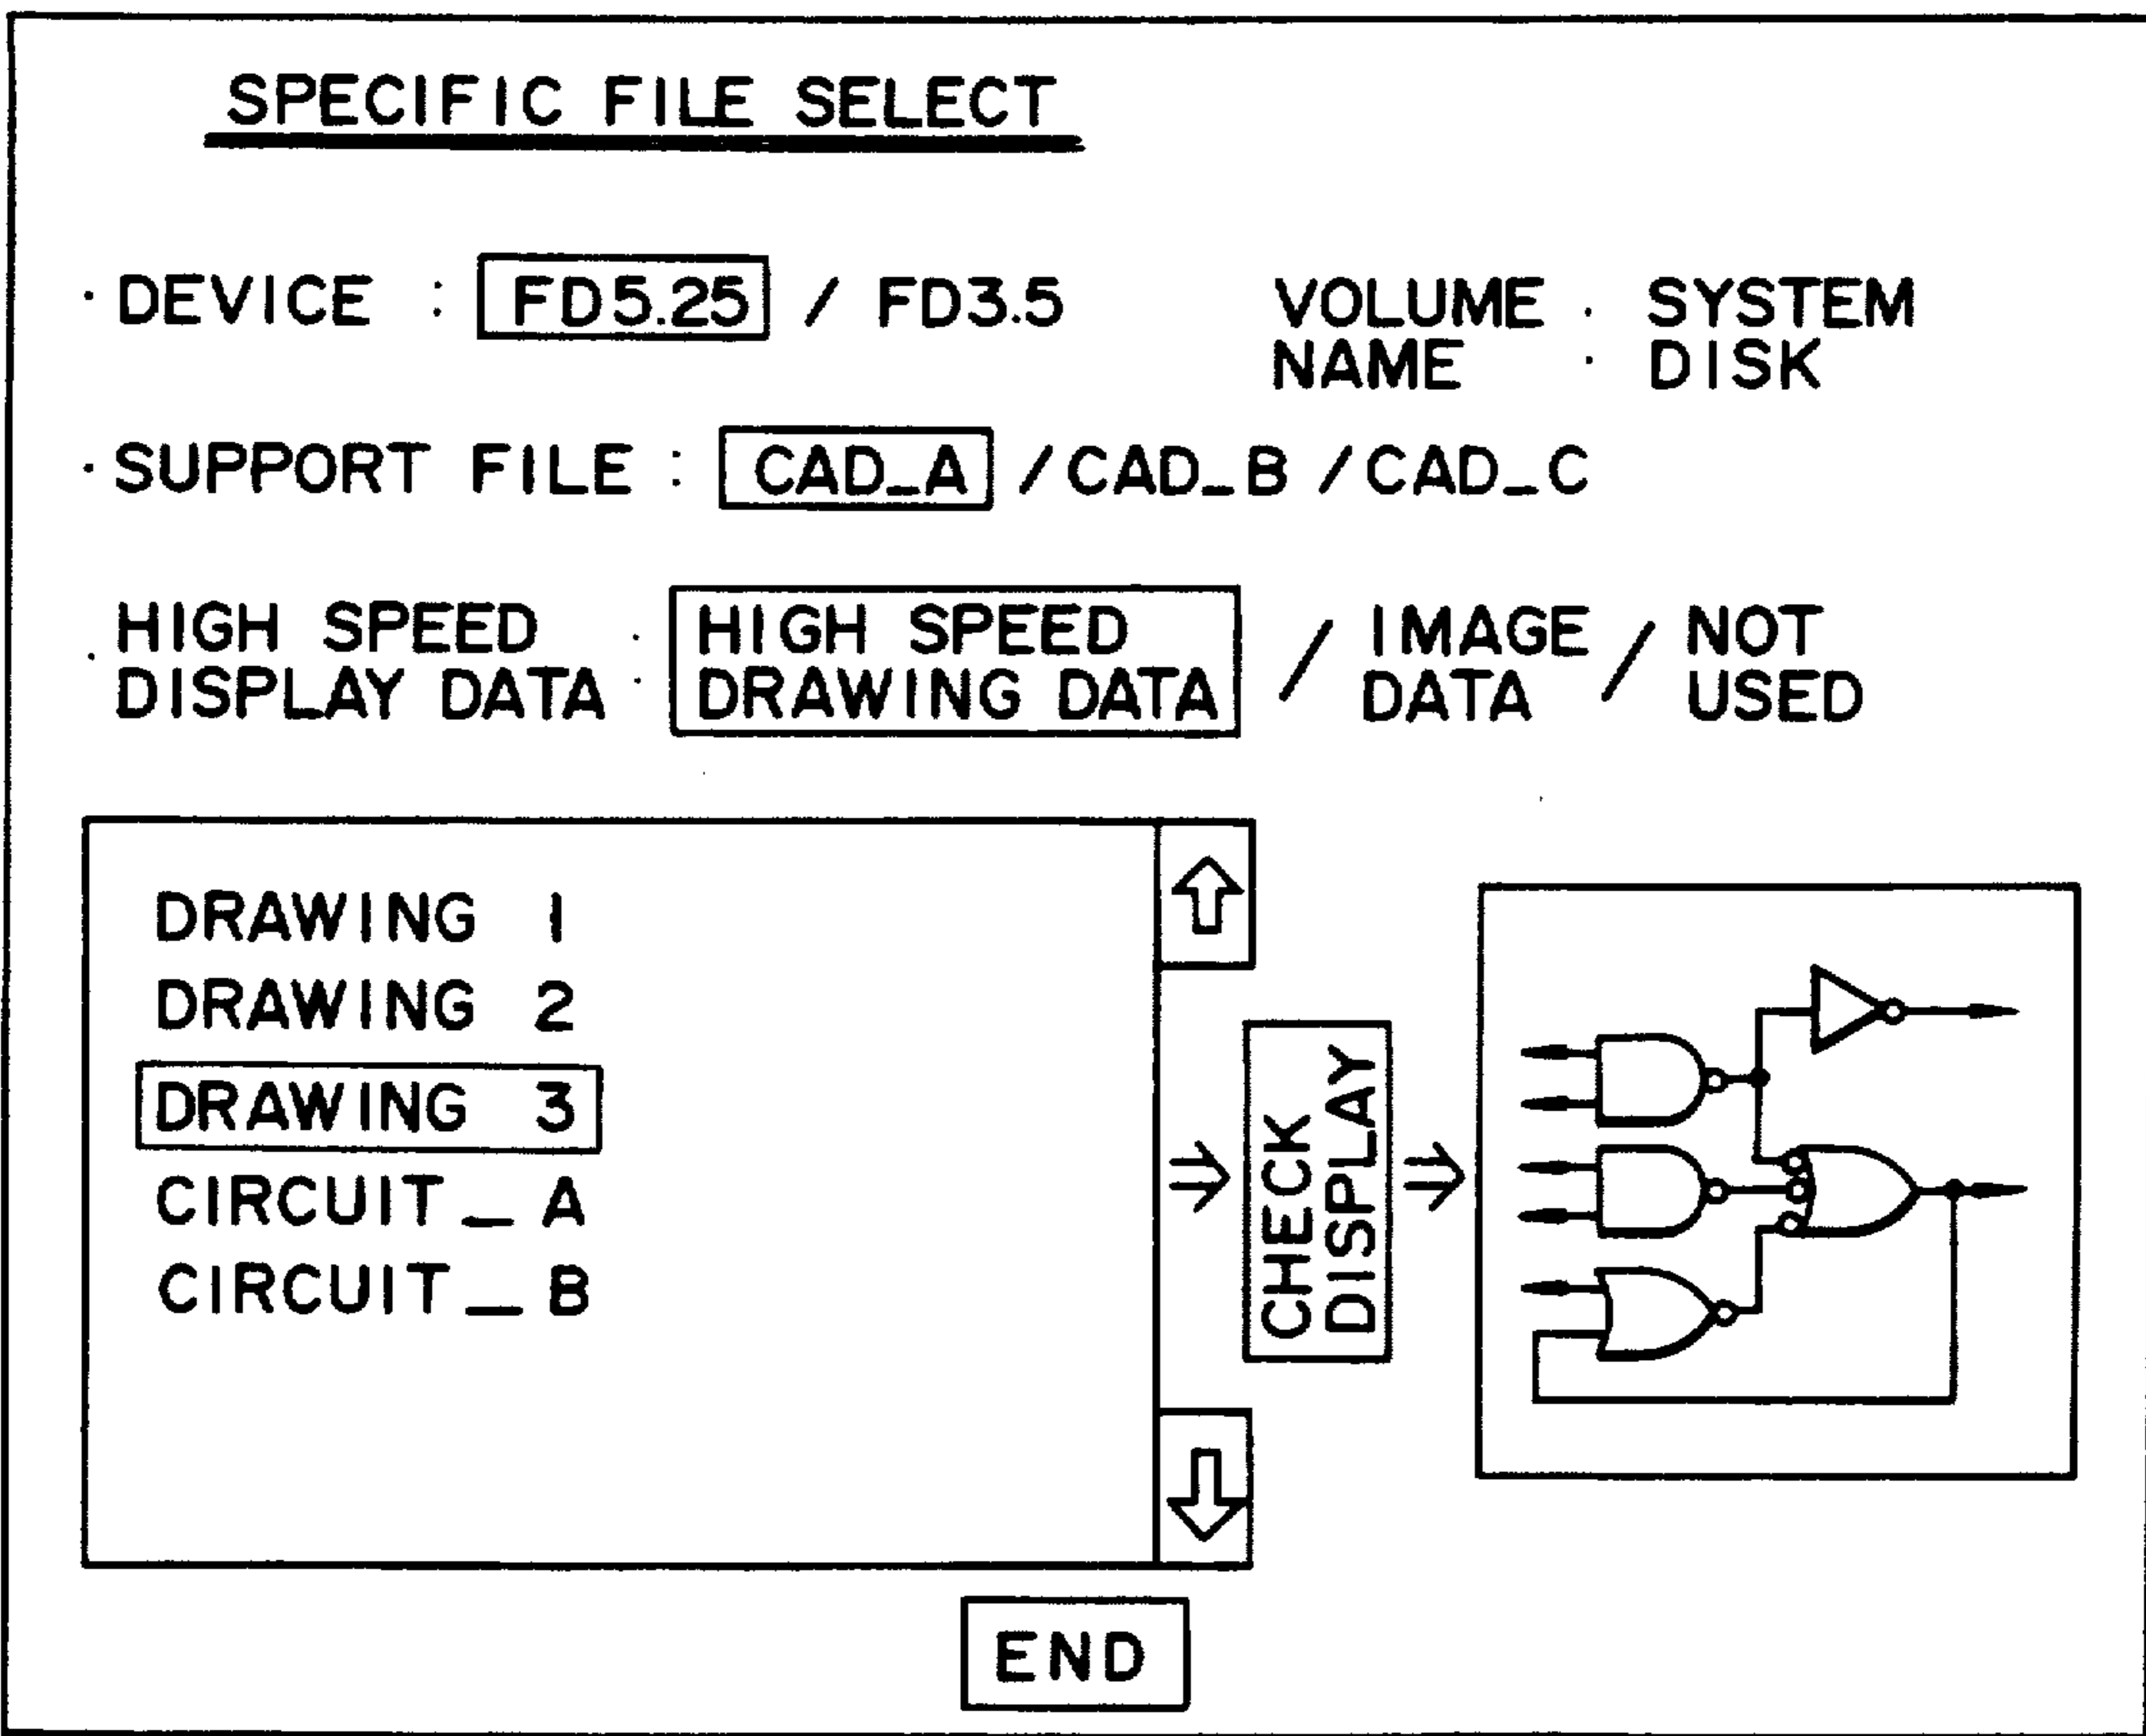 SPECIFIC FILE SELECT
· DEVICE : FD5.25 / FD3.5
VOLUME NAME : SYSTEM DISK
· SUPPORT FILE : CAD_A / CAD_B / CAD_C
· HIGH SPEED DISPLAY DATA : HIGH SPEED DRAWING DATA / IMAGE DATA / NOT USED
DRAWING 1
DRAWING 2
DRAWING 3
CIRCUIT_A
CIRCUIT_B
CHECK
DISPLAY
END